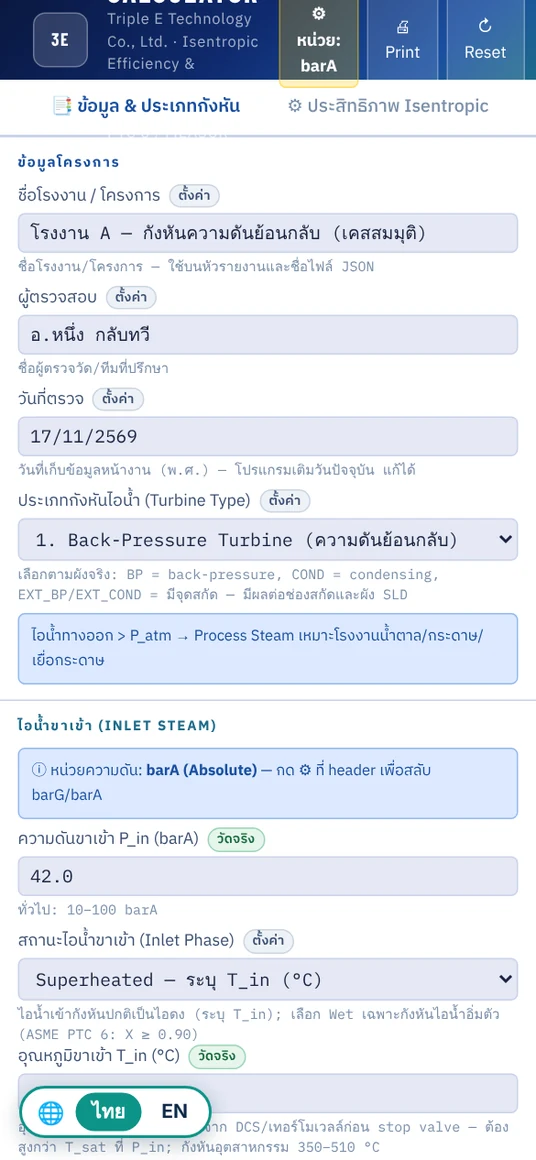 3E
Triple E Technology
Co., Ltd. · Isentropic
Efficiency &
⚙
หน่วย:
barA
🖨
Print
↻
Reset
📑 ข้อมูล & ประเภทกังหัน
⚙ ประสิทธิภาพ Isentropic
ข้อมูลโครงการ
ชื่อโรงงาน / โครงการ ตั้งค่า
โรงงาน A — กังหันความดันย้อนกลับ (เคสสมมุติ)
ชื่อโรงงาน/โครงการ — ใช้บนหัวรายงานและชื่อไฟล์ JSON
ผู้ตรวจสอบ ตั้งค่า
อ.หนึ่ง กลับทวี
ชื่อผู้ตรวจวัด/ทีมที่ปรึกษา
วันที่ตรวจ ตั้งค่า
17/11/2569
วันที่เก็บข้อมูลหน้างาน (พ.ศ.) — โปรแกรมเติมวันปัจจุบัน แก้ได้
ประเภทกังหันไอน้ำ (Turbine Type) ตั้งค่า
1. Back-Pressure Turbine (ความดันย้อนกลับ)
เลือกตามผังจริง: BP = back-pressure, COND = condensing,
EXT_BP/EXT_COND = มีจุดสกัด — มีผลต่อช่องสกัดและผัง SLD
ไอน้ำทางออก > P_atm → Process Steam เหมาะโรงงานน้ำตาล/กระดาษ/
เยื่อกระดาษ
ไอน้ำขาเข้า (INLET STEAM)
ⓘ หน่วยความดัน: barA (Absolute) — กด ⚙ ที่ header เพื่อสลับ
barG/barA
ความดันขาเข้า P_in (barA) วัดจริง
42.0
ทั่วไป: 10–100 barA
สถานะไอน้ำขาเข้า (Inlet Phase) ตั้งค่า
Superheated — ระบุ T_in (°C)
ไอน้ำเข้ากังหันปกติเป็นไอดง (ระบุ T_in); เลือก Wet เฉพาะกังหันไอน้ำอิ่มตัว
(ASME PTC 6: X ≥ 0.90)
อุณหภูมิขาเข้า T_in (°C) วัดจริง
🌐 ไทย EN
จาก DCS/เทอร์โมเวลล์ก่อน stop valve — ต้อง
สูงกว่า T_sat ที่ P_in; กังหันอุตสาหกรรม 350–510 °C